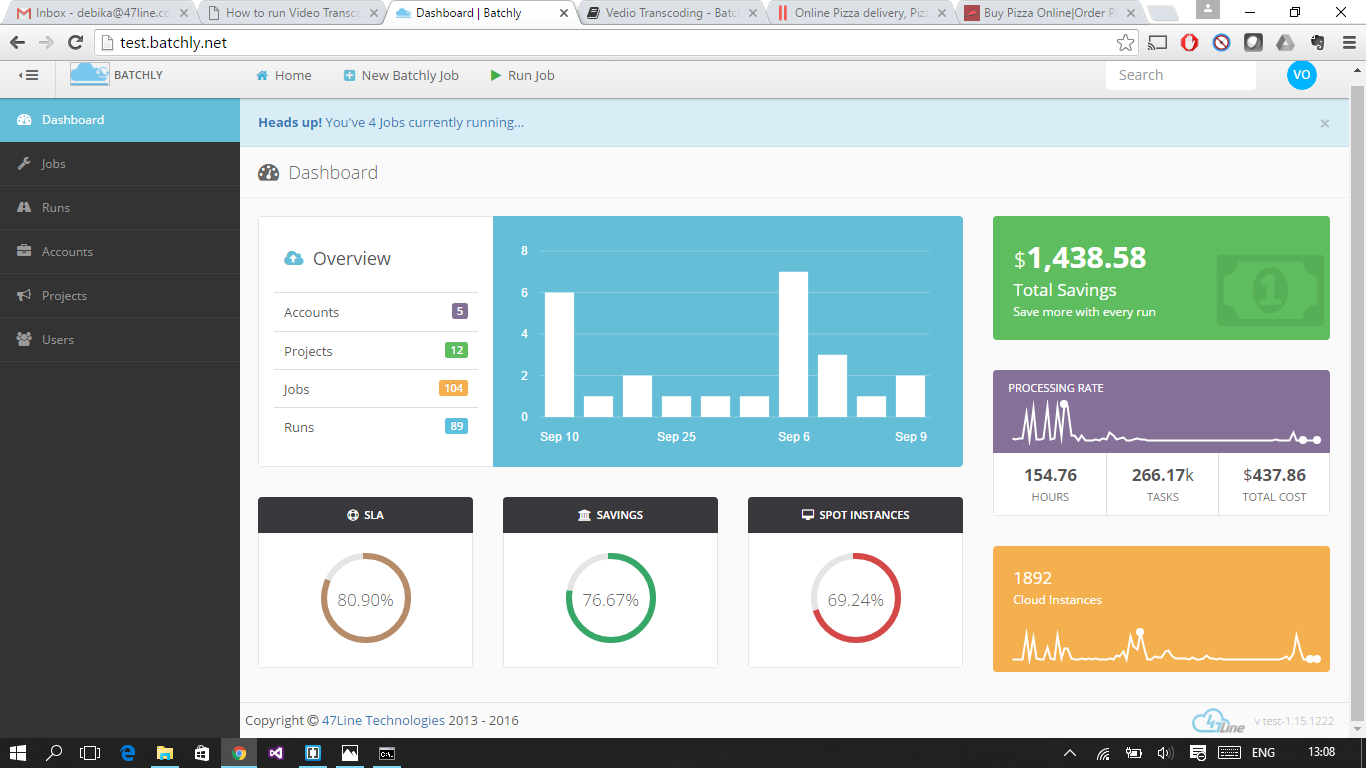 Inbox - debika@47line.co
How to run Video Transco
Dashboard | Batchly
Vedio Transcoding - Batc
Online Pizza delivery, Piz
Buy Pizza Online|Order P
test.batchly.net
BATCHLY
Home
New Batchly Job
Run Job
Search
VO
Dashboard
Jobs
Runs
Accounts
Projects
Users
Heads up! You've 4 Jobs currently running...
×
Dashboard
Overview
Accounts 5
Projects 12
Jobs 104
Runs 89
8
6
4
2
0
Sep 10 Sep 25 Sep 6 Sep 9
$1,438.58
Total Savings
Save more with every run
1
PROCESSING RATE
154.76
HOURS
266.17k
TASKS
$437.86
TOTAL COST
SLA
80.90%
SAVINGS
76.67%
SPOT INSTANCES
69.24%
1892
Cloud Instances
Copyright © 47Line Technologies 2013 - 2016
47Line
v test-1.15.1222
ENG
13:08